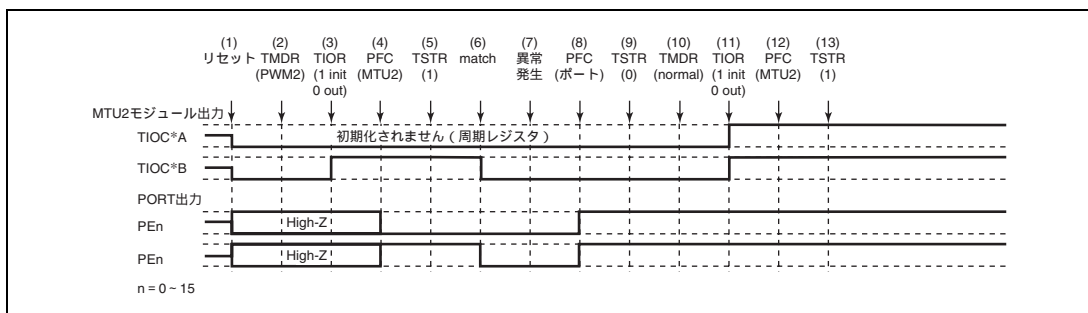 (1) (2) (3) (4) (5) (6) (7) (8) (9) (10) (11) (12) (13)
リセット TMDR TIOR PFC TSTR match 異常 PFC TSTR TMDR TIOR PFC TSTR
(PWM2) (1 init (MTU2) (1) 発生 (ポート) (0) (normal) (1 init (MTU2) (1)
0 out) 0 out)
MTU2モジュール出力
TIOC*A 初期化されません(周期レジスタ)
TIOC*B
PORT出力
PEn High-Z
PEn High-Z
n = 0 ~ 15